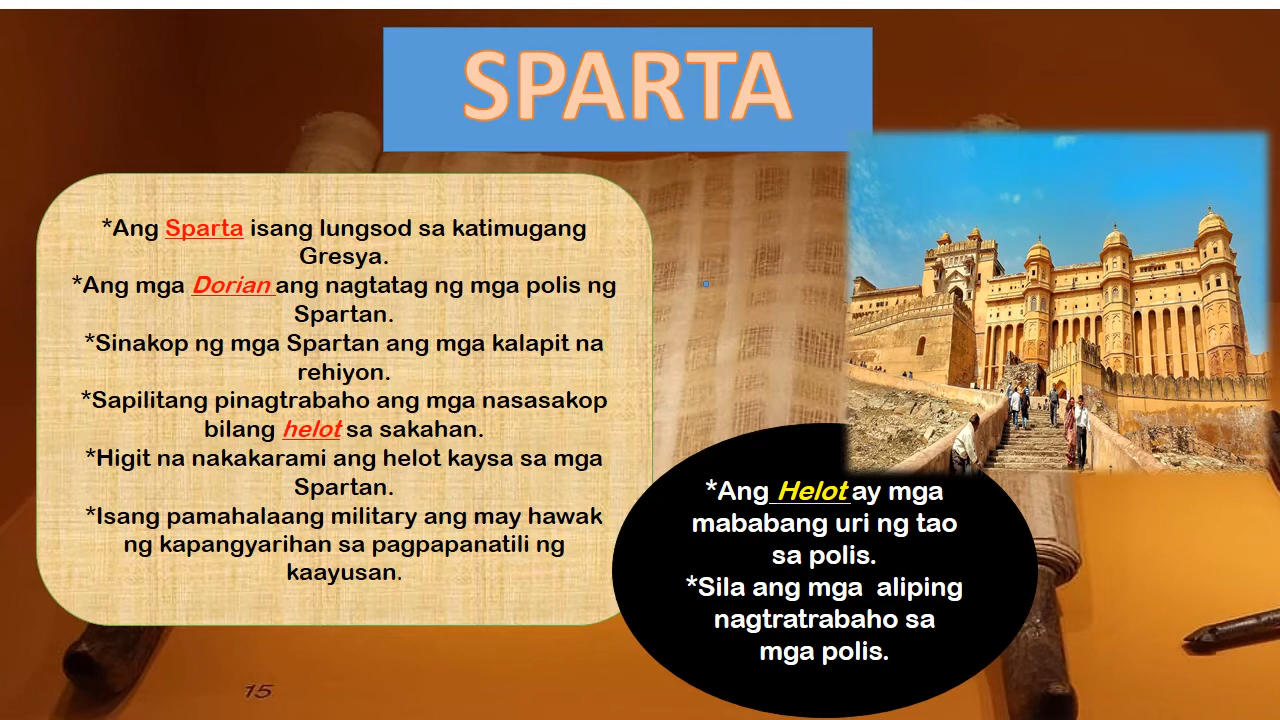 SPARTA
*Ang Sparta isang lungsod sa katimugang
Gresya.
*Ang mga Dorian ang nagtatag ng mga polis ng
Spartan.
*Sinakop ng mga Spartan ang mga kalapit na
rehiyon.
*Sapilitang pinagtrabaho ang mga nasasakop
bilang helot sa sakahan.
*Higit na nakakarami ang helot kaysa sa mga
Spartan.
*Isang pamahalaang military ang may hawak
ng kapangyarihan sa pagpapanatili ng
kaayusan.
*Ang Helot ay mga
mababang uri ng tao
sa polis.
*Sila ang mga aliping
nagtratrabaho sa
mga polis.
15